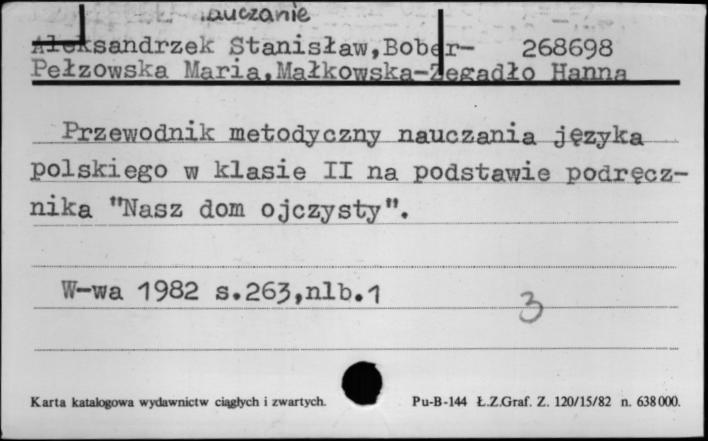 nauczanie
Aleksandrzek Stanisław,Bober- 268698
Pełzowska Maria,Małkowska-Zegadło Hanna
Przewodnik metodyczny nauczania języka
polskiego w klasie II na podstawie podręcz-
nika "Nasz dom ojczysty".
W-wa 1982 s.263,nlb.1
3
Karta katalogowa wydawnictw ciągłych i zwartych. Pu-B-144 Ł.Z.Graf. Z. 120/15/82 n. 638000.